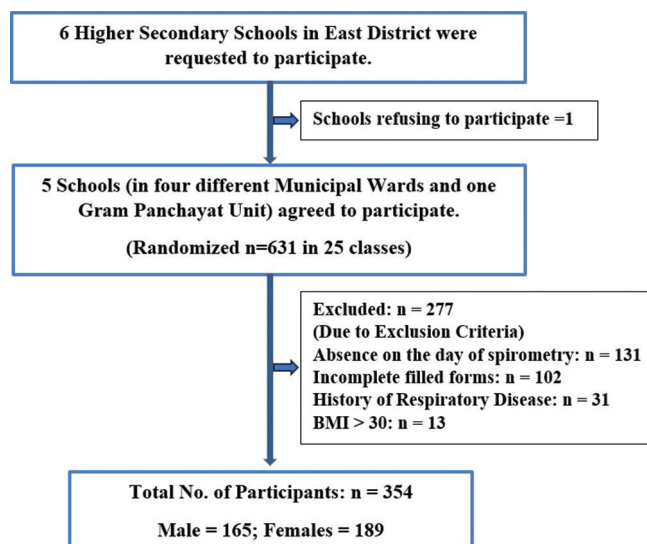 6 Higher Secondary Schools in East District were
requested to participate.
Schools refusing to participate =1
5 Schools (in four different Municipal Wards and one
Gram Panchayat Unit) agreed to participate.
(Randomized n=631 in 25 classes)
Excluded: n = 277
(Due to Exclusion Criteria)
Absence on the day of spirometry: n = 131
Incomplete filled forms: n = 102
History of Respiratory Disease: n = 31
BMI > 30: n = 13
Total No. of Participants: n = 354
Male = 165; Females = 189